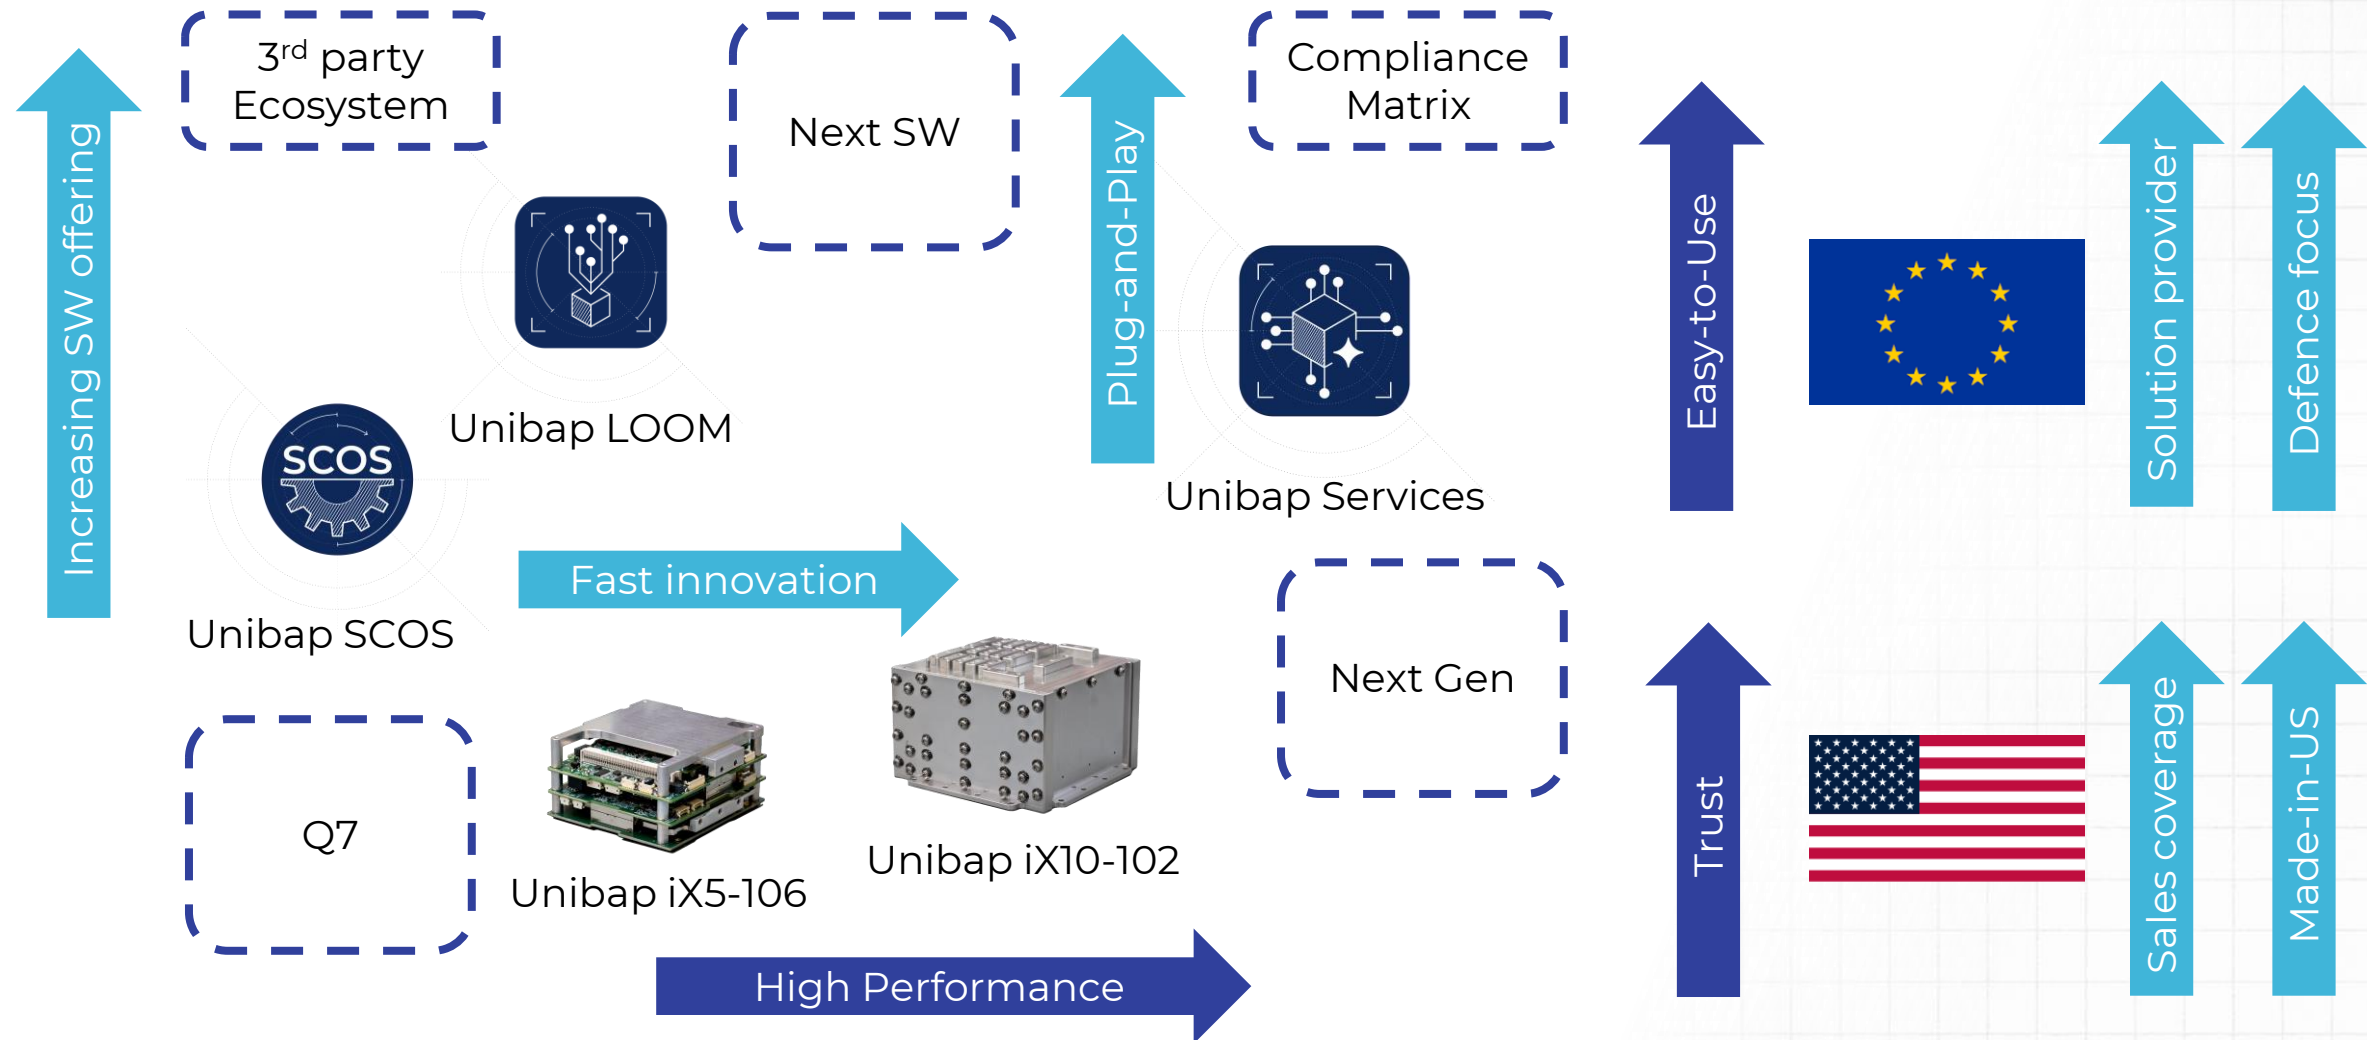 3rd party
Ecosystem
Next SW
Compliance
Matrix
Increasing SW offering
Plug-and-Play
Easy-to-Use
Solution provider
Defence focus
Unibap LOOM
SCOS
Unibap Services
Fast innovation
Unibap SCOS
Next Gen
Q7
Unibap iX5-106
Unibap iX10-102
Trust
Sales coverage
Made-in-US
High Performance